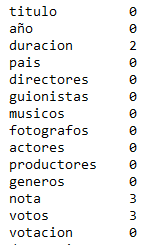 titulo 0
año 0
duracion 2
pais 0
directores 0
guionistas 0
musicos 0
fotografos 0
actores 0
productores 0
generos 0
nota 3
votos 3
votacion 0